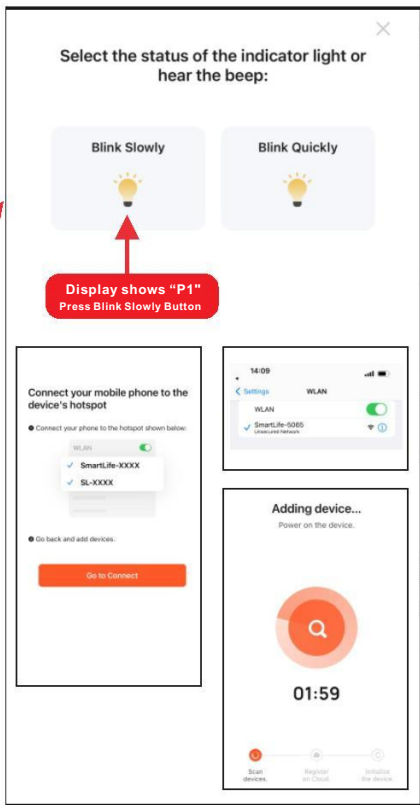 Select the status of the indicator light or
hear the beep:
Blink Slowly
Blink Quickly
Display shows “P1"
Press Blink Slowly Button
Connect your mobile phone to the
device's hotspot
❶ Connect your phone to the hotspot shown below:
WLAN
✓ SmartLife-XXXX
✓ SL-XXXX
❷ Go back and add devices.
Go to Connect
14:09
< Settings WLAN
WLAN
✓ SmartLife-5065
Unsecured Network
Adding device...
Power on the device.
01:59
Scan
devices.
Register
on Cloud.
Initialize
the device.